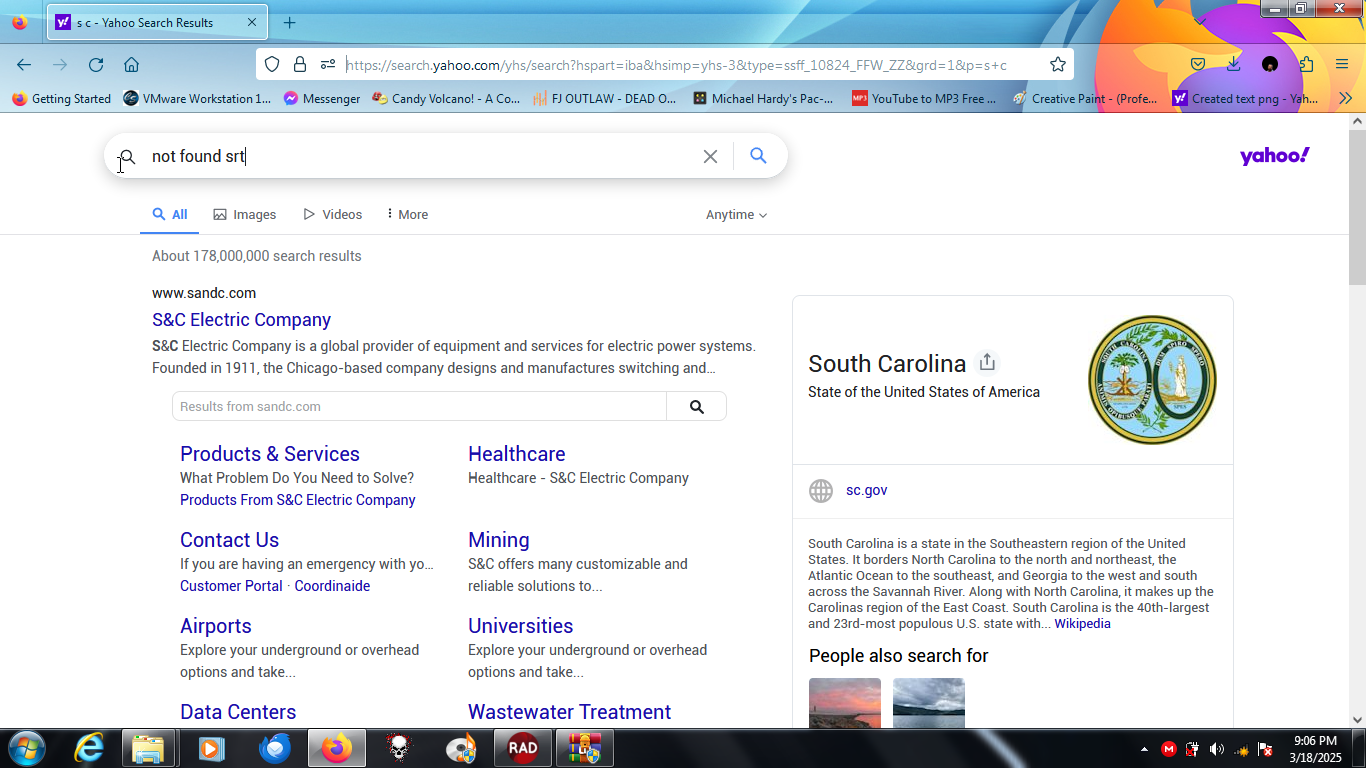 s c - Yahoo Search Results
https://search.yahoo.com/yhs/search?hspart=iba&hsimp=yhs-3&type=ssff_10824_FFW_ZZ&grd=1&p=s+c
Getting Started
VMware Workstation 1...
Messenger
Candy Volcano! - A Co...
FJ OUTLAW - DEAD O...
Michael Hardy's Pac-...
MP3
YouTube to MP3 Free ...
Creative Paint - (Profe...
Created text png - Yah...
not found srt
yahoo!
All
Images
Videos
More
Anytime
About 178,000,000 search results
www.sandc.com
S&C Electric Company
S&C Electric Company is a global provider of equipment and services for electric power systems.
Founded in 1911, the Chicago-based company designs and manufactures switching and…
Results from sandc.com
Products & Services
What Problem Do You Need to Solve?
Products From S&C Electric Company
Healthcare
Healthcare - S&C Electric Company
Contact Us
If you are having an emergency with yo…
Customer Portal · Coordinaide
Mining
S&C offers many customizable and
reliable solutions to...
Airports
Explore your underground or overhead
options and take...
Universities
Explore your underground or overhead
options and take...
Data Centers
Wastewater Treatment
South Carolina
State of the United States of America
sc.gov
South Carolina is a state in the Southeastern region of the United
States. It borders North Carolina to the north and northeast, the
Atlantic Ocean to the southeast, and Georgia to the west and south
across the Savannah River. Along with North Carolina, it makes up the
Carolinas region of the East Coast. South Carolina is the 40th-largest
and 23rd-most populous U.S. state with... Wikipedia
People also search for
RAD
9:06 PM
3/18/2025